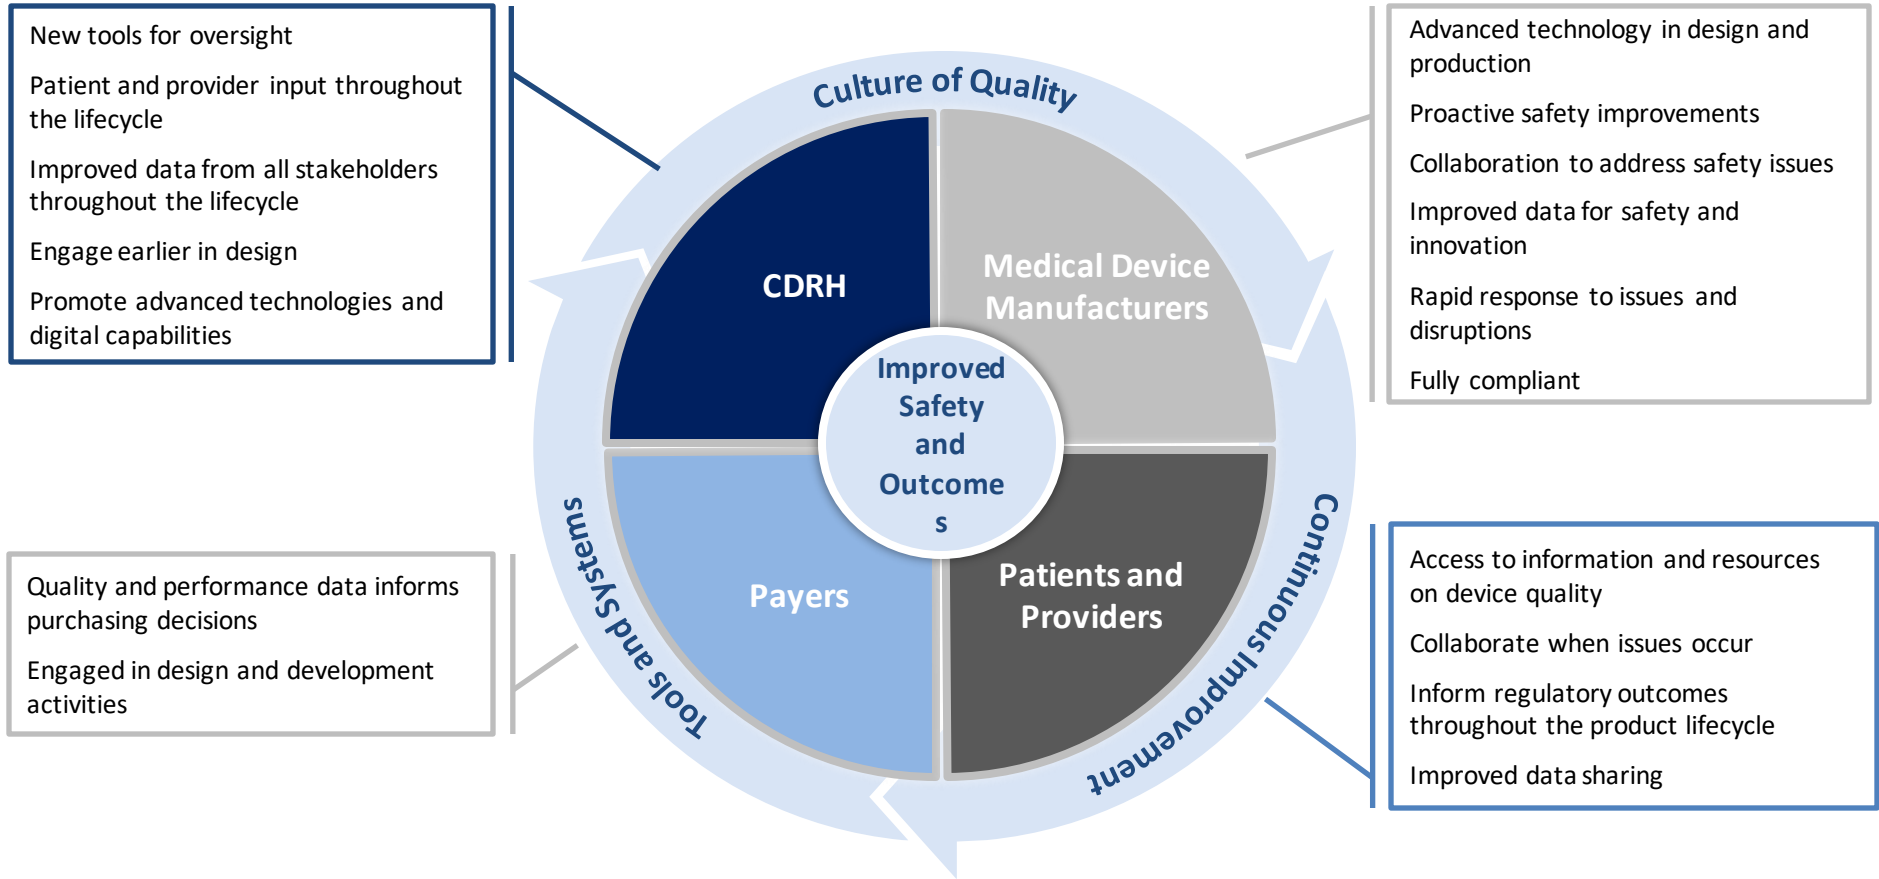 New tools for oversight
Patient and provider input throughout
the lifecycle
Improved data from all stakeholders
throughout the lifecycle
Engage earlier in design
Promote advanced technologies and
digital capabilities
Culture of Quality
Advanced technology in design and
production
Proactive safety improvements
Collaboration to address safety issues
Improved data for safety and
innovation
Rapid response to issues and
disruptions
Fully compliant
CDRH
Medical Device
Manufacturers
Improved
Safety
and
Outcome
s
Payers
Patients and
Providers
Tools and Systems
Continuous Improvement
Quality and performance data informs
purchasing decisions
Engaged in design and development
activities
Access to information and resources
on device quality
Collaborate when issues occur
Inform regulatory outcomes
throughout the product lifecycle
Improved data sharing